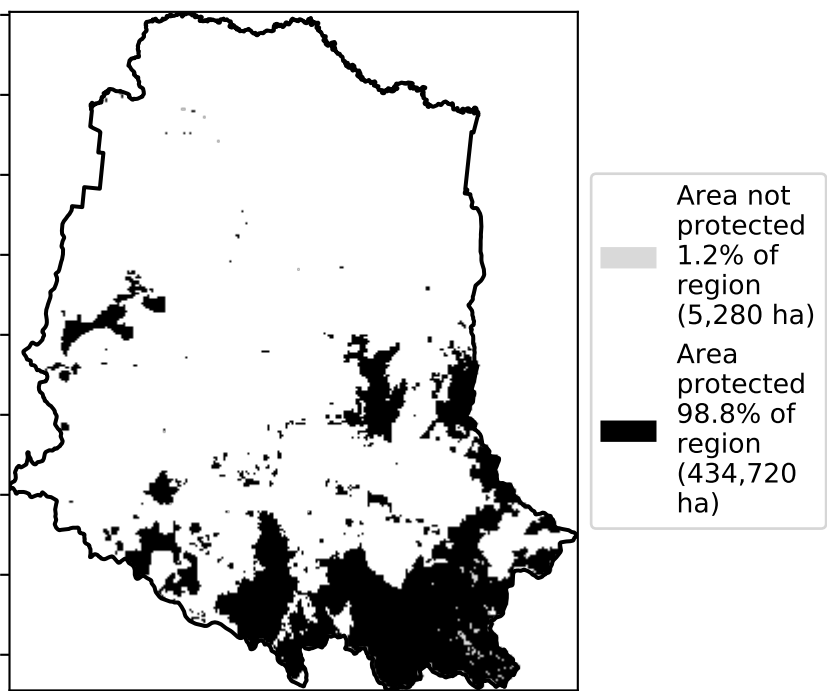 Area not
protected
1.2% of
region
(5,280 ha)
Area
protected
98.8% of
region
(434,720
ha)